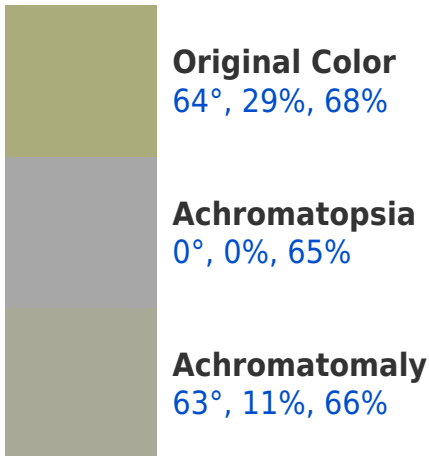 Original Color
64°, 29%, 68%
Achromatopsia
0°, 0%, 65%
Achromatomaly
63°, 11%, 66%